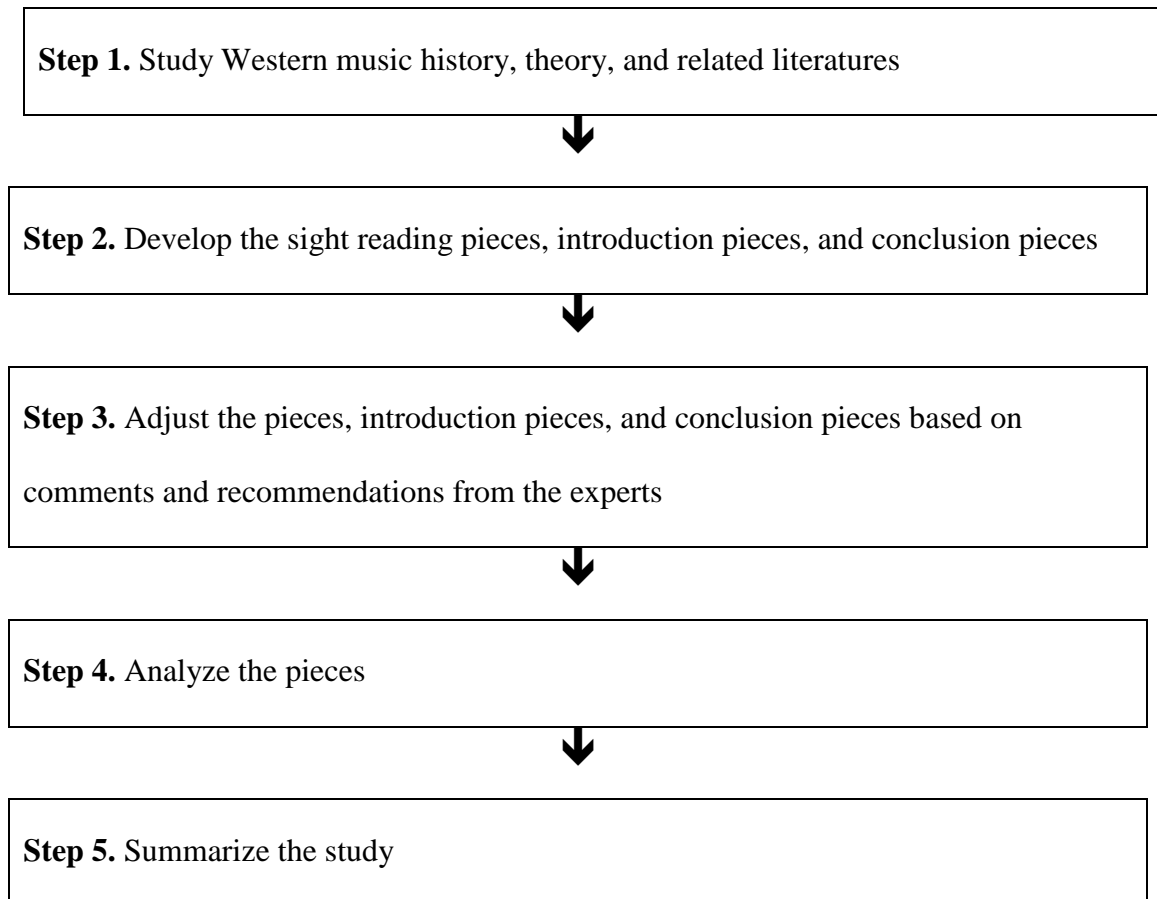 Step 1. Study Western music history, theory, and related literatures
Step 2. Develop the sight reading pieces, introduction pieces, and conclusion pieces
Step 3. Adjust the pieces, introduction pieces, and conclusion pieces based on
comments and recommendations from the experts
Step 4. Analyze the pieces
Step 5. Summarize the study